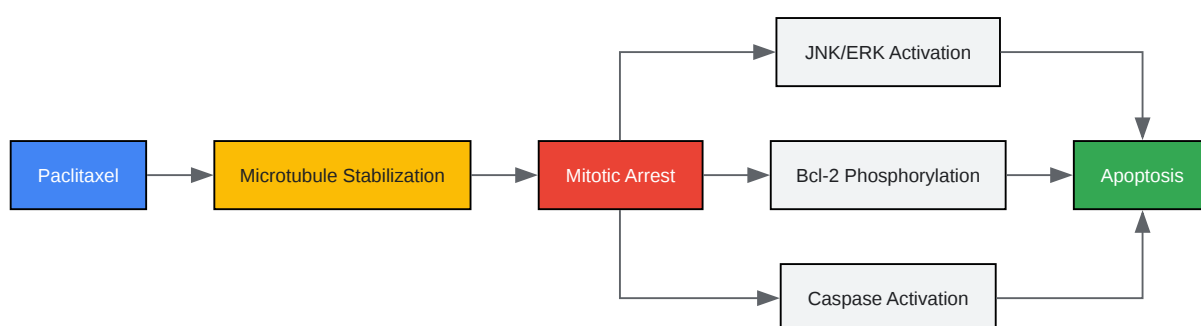 Paclitaxel
Microtubule Stabilization
Mitotic Arrest
JNK/ERK Activation
Bcl-2 Phosphorylation
Caspase Activation
Apoptosis